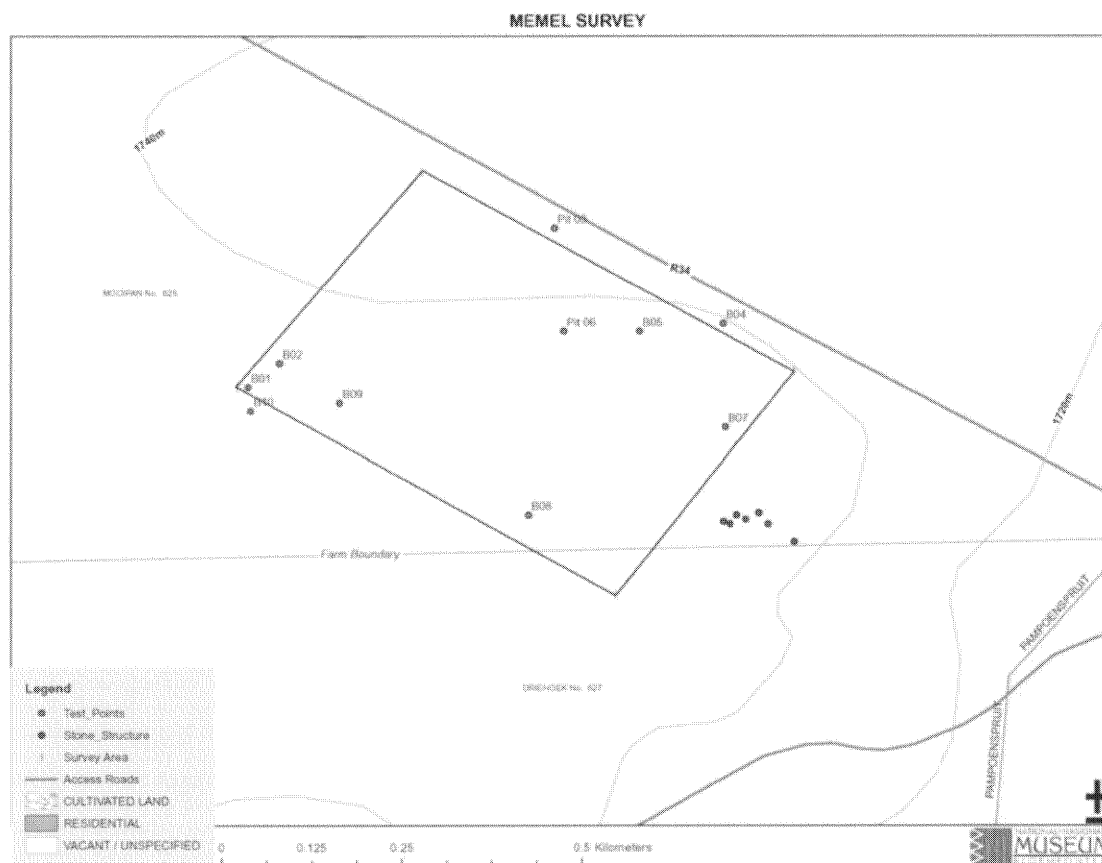 MEMEL SURVEY
1740m
Pit 03
R34
MOOIPAN No. 625
Pit 06
B05
B04
B02
B01
B10
B09
B07
1720m
B08
Farm Boundary
PAMPOENSPRUIT
DRIEHOEK No. 627
PAMPOENSPRUIT
Legend
Test_Points
Stone_Structure
Survey Area
Access Roads
CULTIVATED LAND
RESIDENTIAL
VACANT / UNSPECIFIED
0 0.125 0.25 0.5 Kilometers
MUSEUM